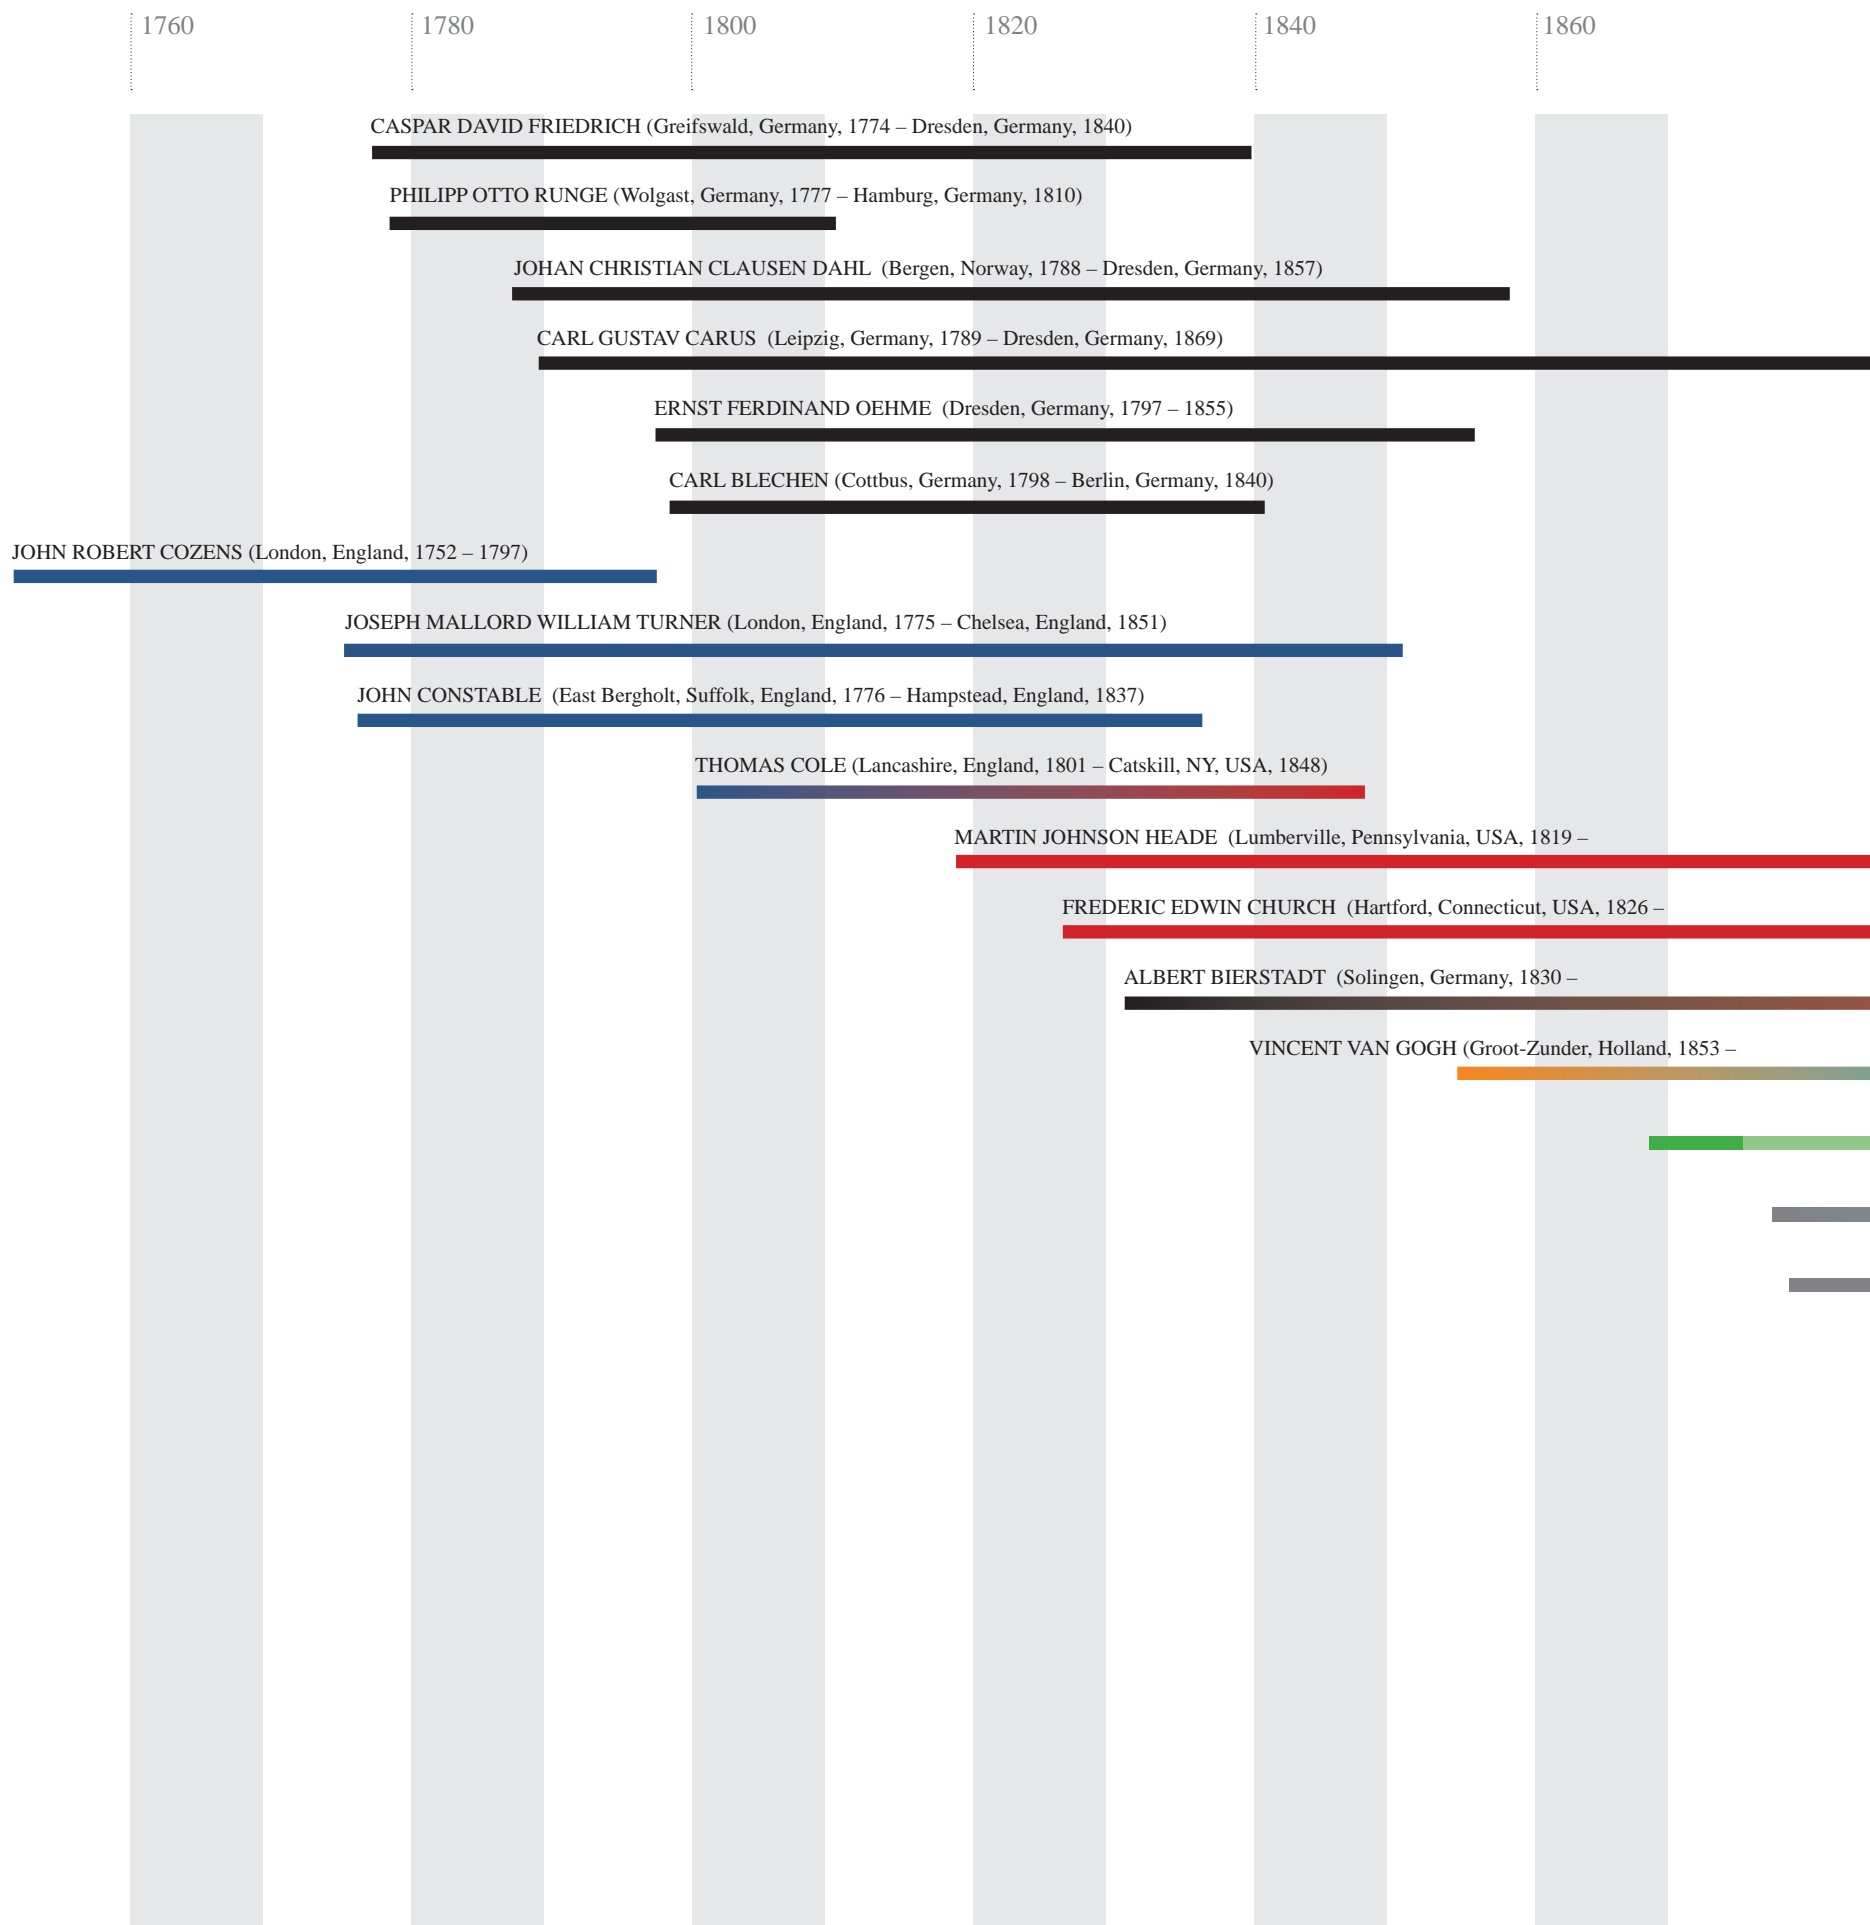 1760
1780
1800
1820
1840
1860
CASPAR DAVID FRIEDRICH (Greifswald, Germany, 1774 – Dresden, Germany, 1840)
PHILIPP OTTO RUNGE (Wolgast, Germany, 1777 – Hamburg, Germany, 1810)
JOHAN CHRISTIAN CLAUSEN DAHL (Bergen, Norway, 1788 – Dresden, Germany, 1857)
CARL GUSTAV CARUS (Leipzig, Germany, 1789 – Dresden, Germany, 1869)
ERNST FERDINAND OEHME (Dresden, Germany, 1797 – 1855)
CARL BLECHEN (Cottbus, Germany, 1798 – Berlin, Germany, 1840)
JOHN ROBERT COZENS (London, England, 1752 – 1797)
JOSEPH MALLORD WILLIAM TURNER (London, England, 1775 – Chelsea, England, 1851)
JOHN CONSTABLE (East Bergholt, Suffolk, England, 1776 – Hampstead, England, 1837)
THOMAS COLE (Lancashire, England, 1801 – Catskill, NY, USA, 1848)
MARTIN JOHNSON HEADE (Lumberville, Pennsylvania, USA, 1819 –
FREDERIC EDWIN CHURCH (Hartford, Connecticut, USA, 1826 –
ALBERT BIERSTADT (Solingen, Germany, 1830 –
VINCENT VAN GOGH (Groot-Zunder, Holland, 1853 –